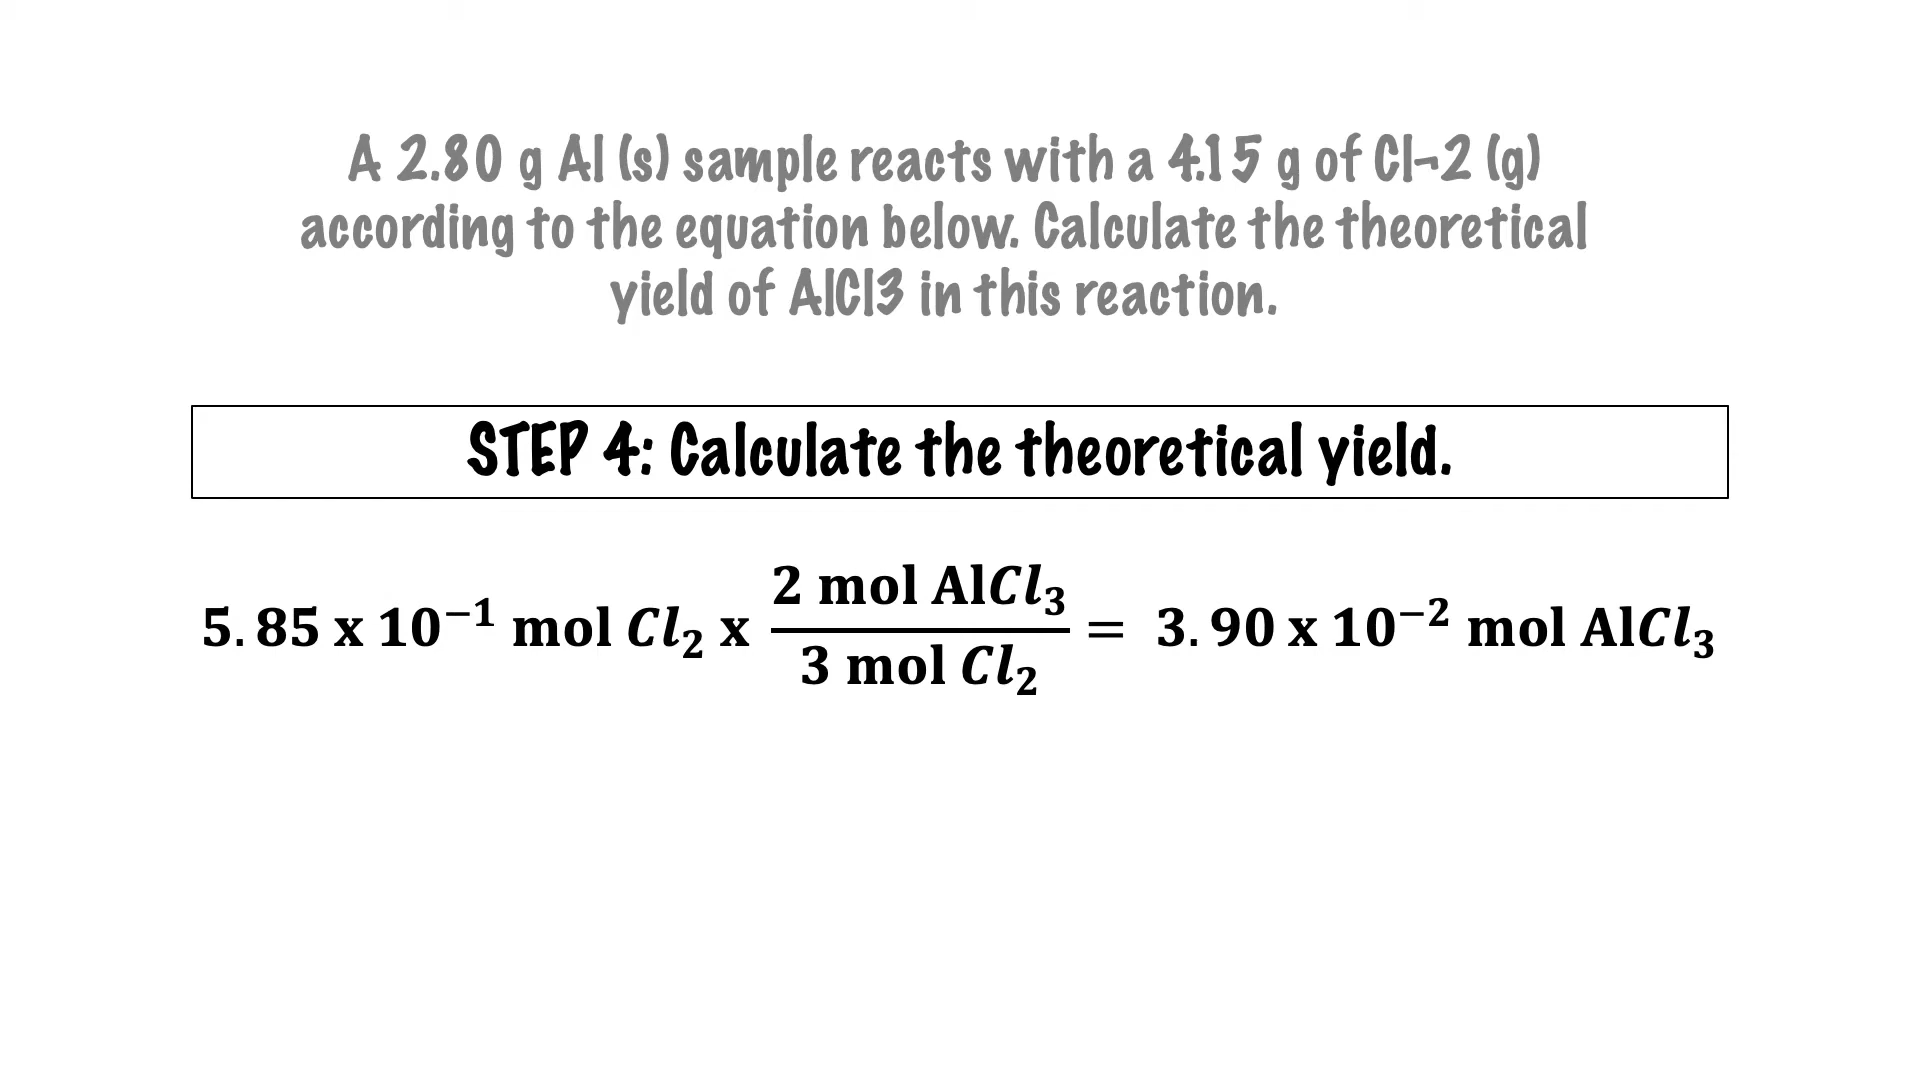 A 2.80 g Al (s) sample reacts with a 4.15 g of Cl¬2 (g)
according to the equation below. Calculate the theoretical
yield of AlCl3 in this reaction.
STEP 4: Calculate the theoretical yield.
5.85 x 10⁻¹ mol Cl₂ x (2 mol AlCl₃)/(3 mol Cl₂) = 3.90 x 10⁻² mol AlCl₃